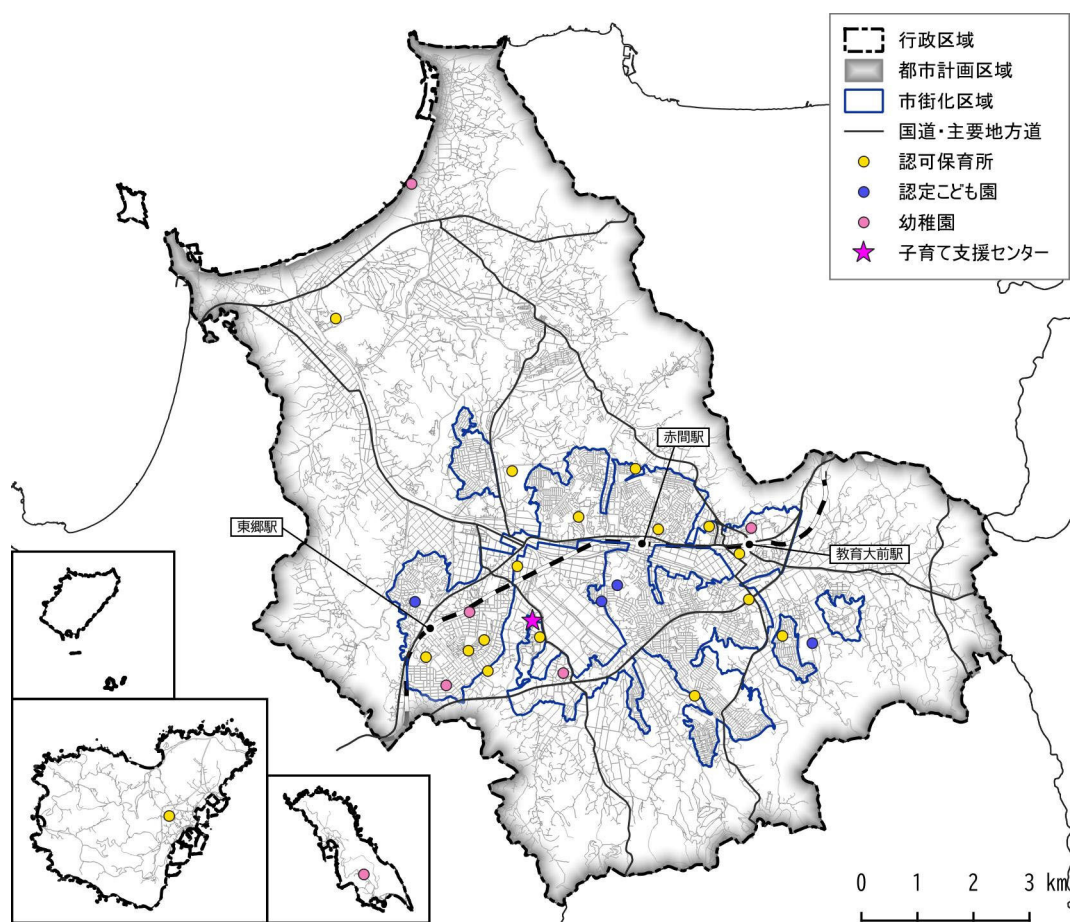 行政区域
都市計画区域
市街化区域
国道・主要地方道
認可保育所
認定こども園
幼稚園
子育て支援センター
赤間駅
東郷駅
教育大前駅
0 1 2 3 km